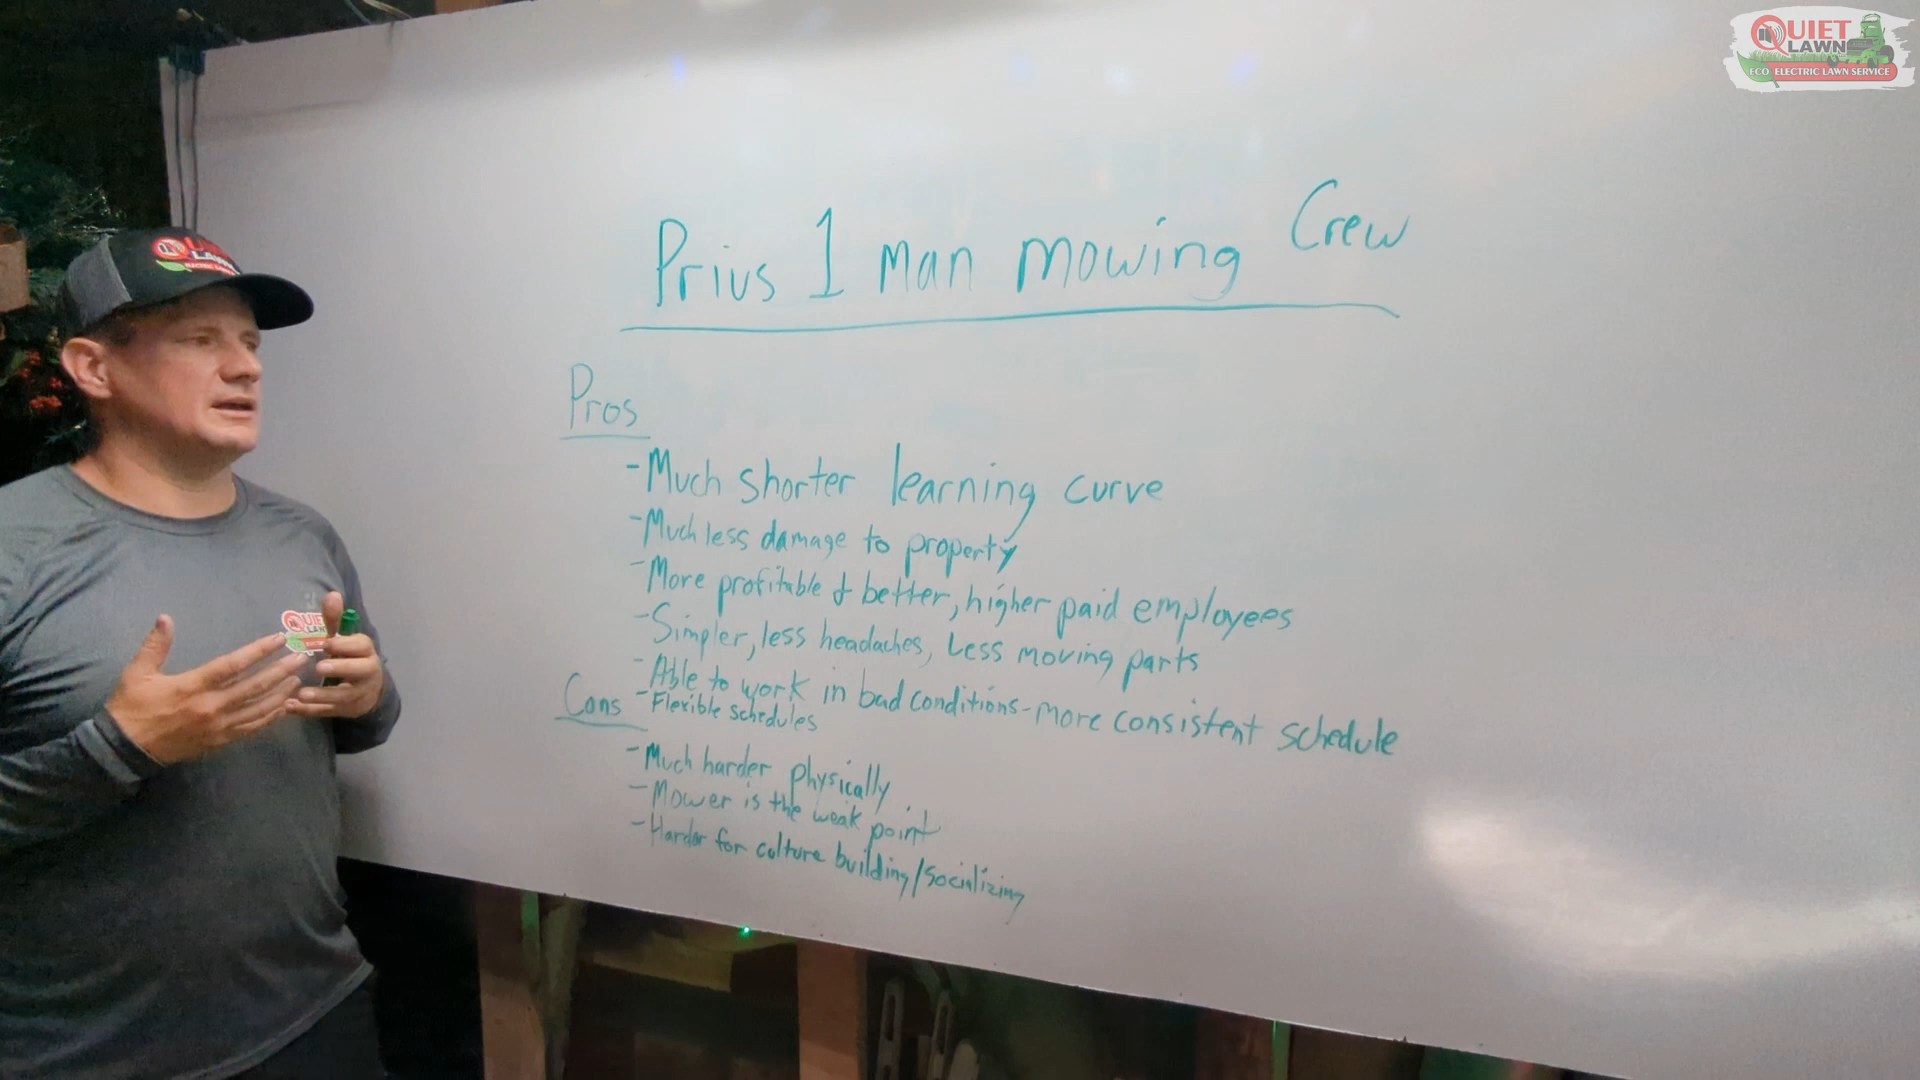 QUIET
LAWN
ECO ELECTRIC LAWN SERVICE
Prius 1 Man Mowing Crew
Pros
- Much shorter learning curve
- Much less damage to property
- More profitable & better, higher paid employees
- Simpler, less headaches, Less moving parts
- Able to work in bad conditions - more consistent schedule
- Flexible schedules
Cons
- Much harder physically
- Mower is the weak point
- Harder for culture building/Socializing
QUIET
LAWN